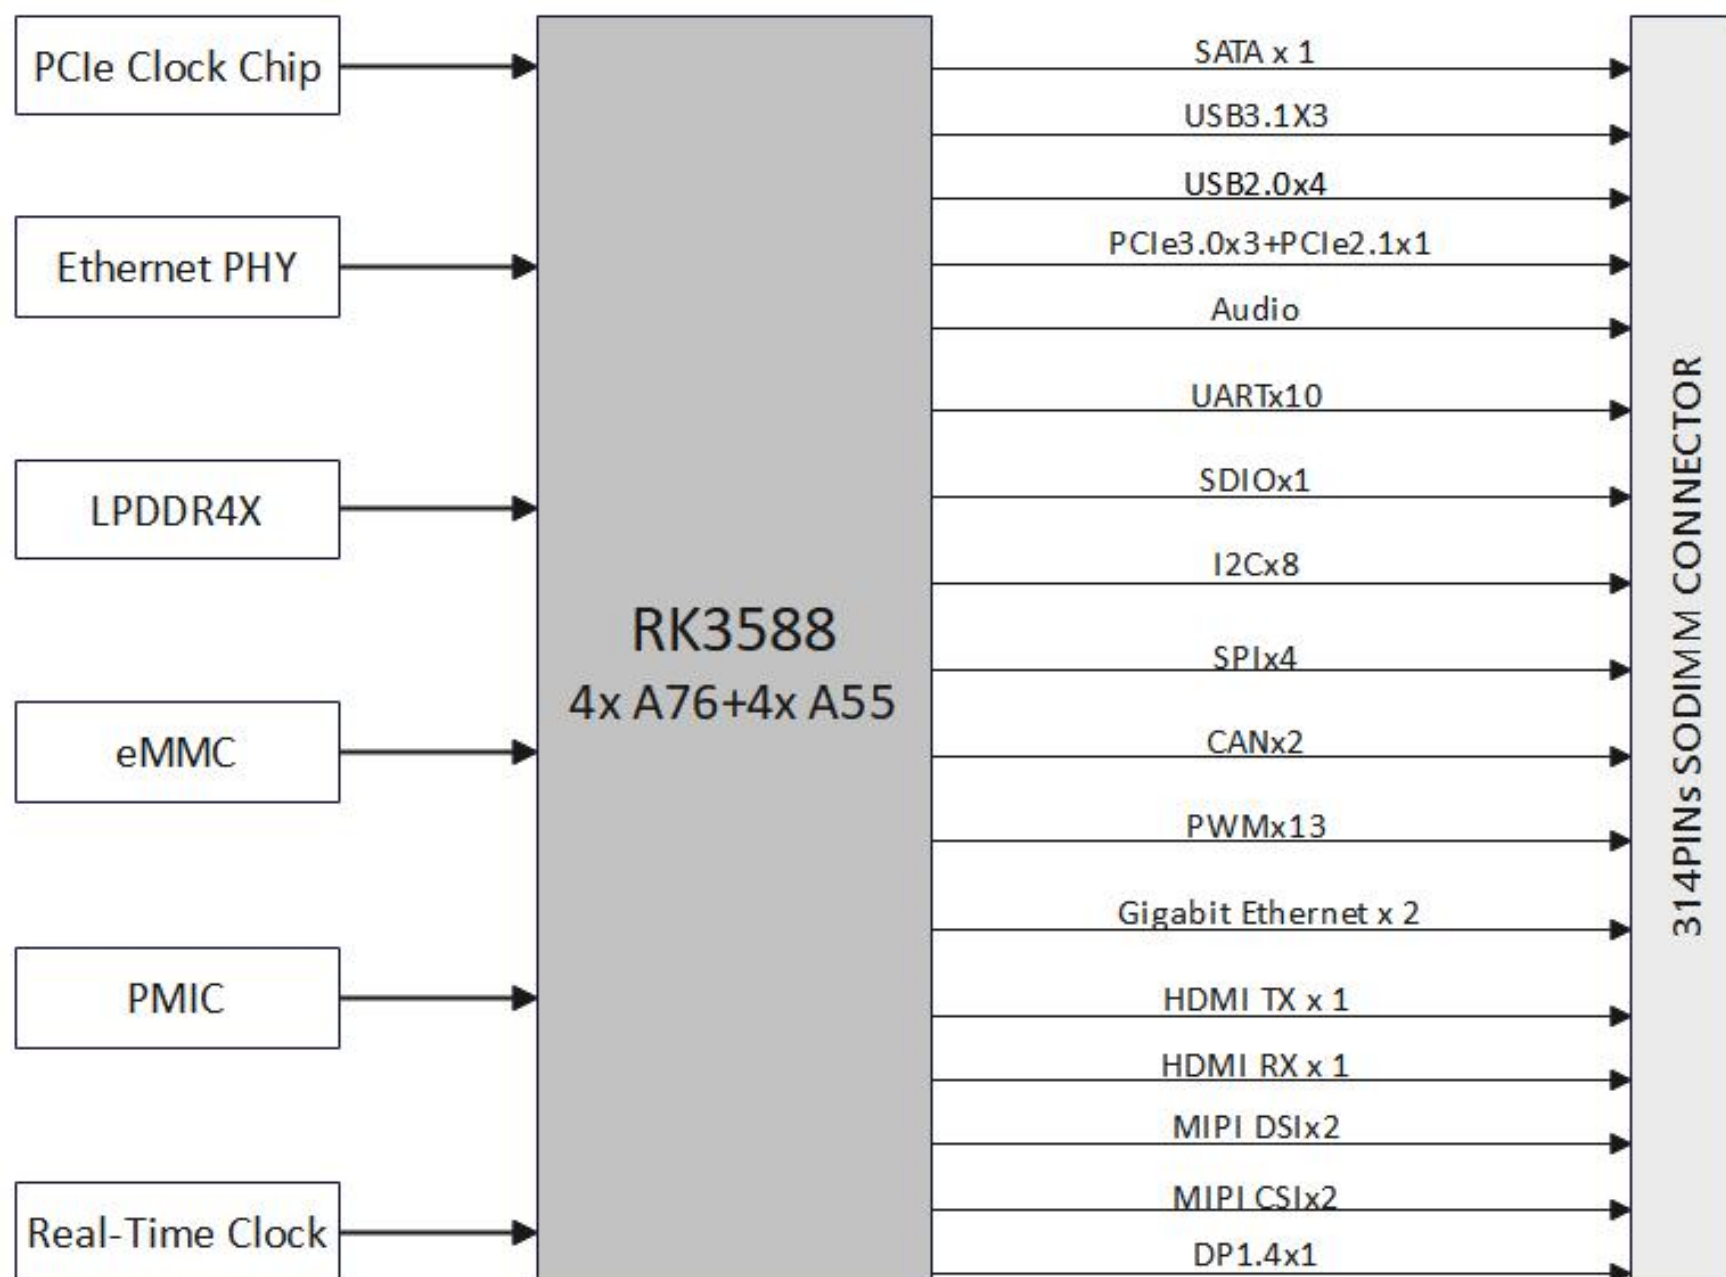 PCIe Clock Chip
Ethernet PHY
LPDDR4X
eMMC
PMIC
Real-Time Clock
RK3588
4x A76+4x A55
SATA x 1
USB3.1X3
USB2.0x4
PCIe3.0x3+PCIe2.1x1
Audio
UARTx10
SDIOx1
I2Cx8
SPIx4
CANx2
PWMx13
Gigabit Ethernet x 2
HDMI TX x 1
HDMI RX x 1
MIPI DSIx2
MIPI CSIx2
DP1.4x1
314PINs SODIMM CONNECTOR